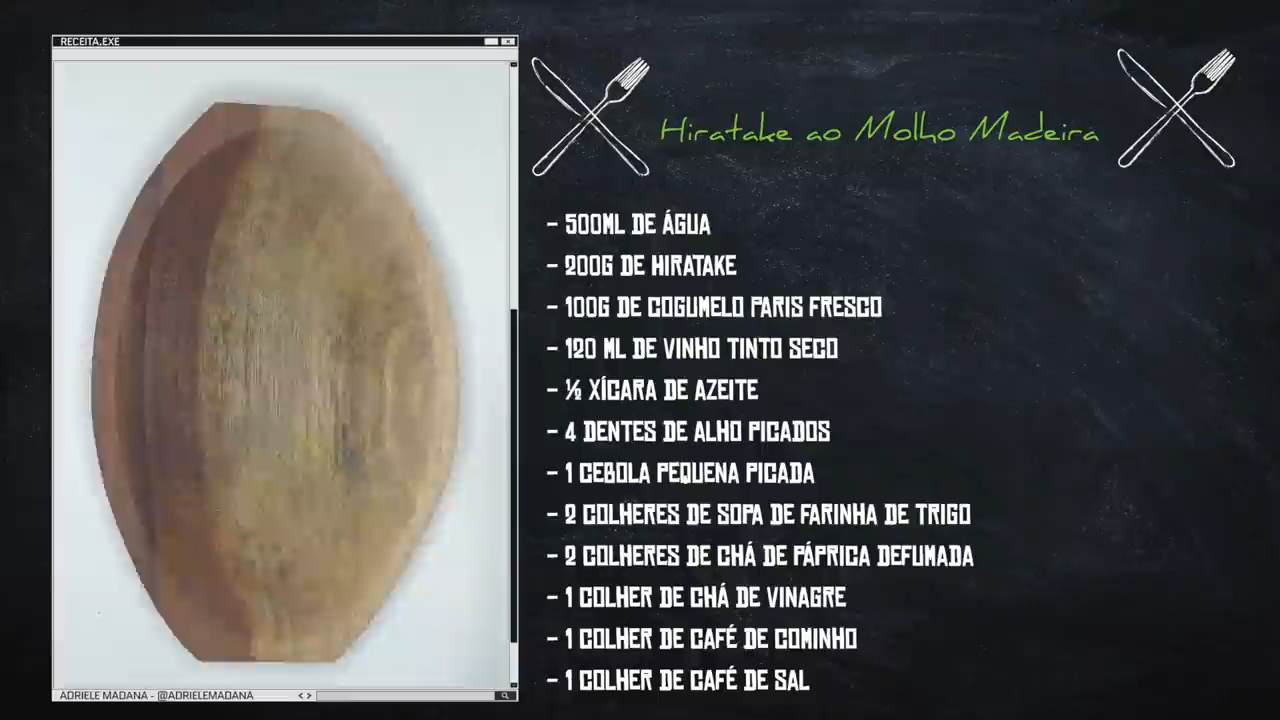 RECEITA.EXE
Hiratake ao Molho Madeira
- 500ML DE ÁGUA
- 200G DE HIRATAKE
- 100G DE COGUMELO PARIS FRESCO
- 120 ML DE VINHO TINTO SECO
- ½ XÍCARA DE AZEITE
- 4 DENTES DE ALHO PICADOS
- 1 CEBOLA PEQUENA PICADA
- 2 COLHERES DE SOPA DE FARINHA DE TRIGO
- 2 COLHERES DE CHÁ DE PÁPRICA DEFUMADA
- 1 COLHER DE CHÁ DE VINAGRE
- 1 COLHER DE CAFÉ DE COMINHO
- 1 COLHER DE CAFÉ DE SAL
ADRIELE MADANA - @ADRIELEMADANA